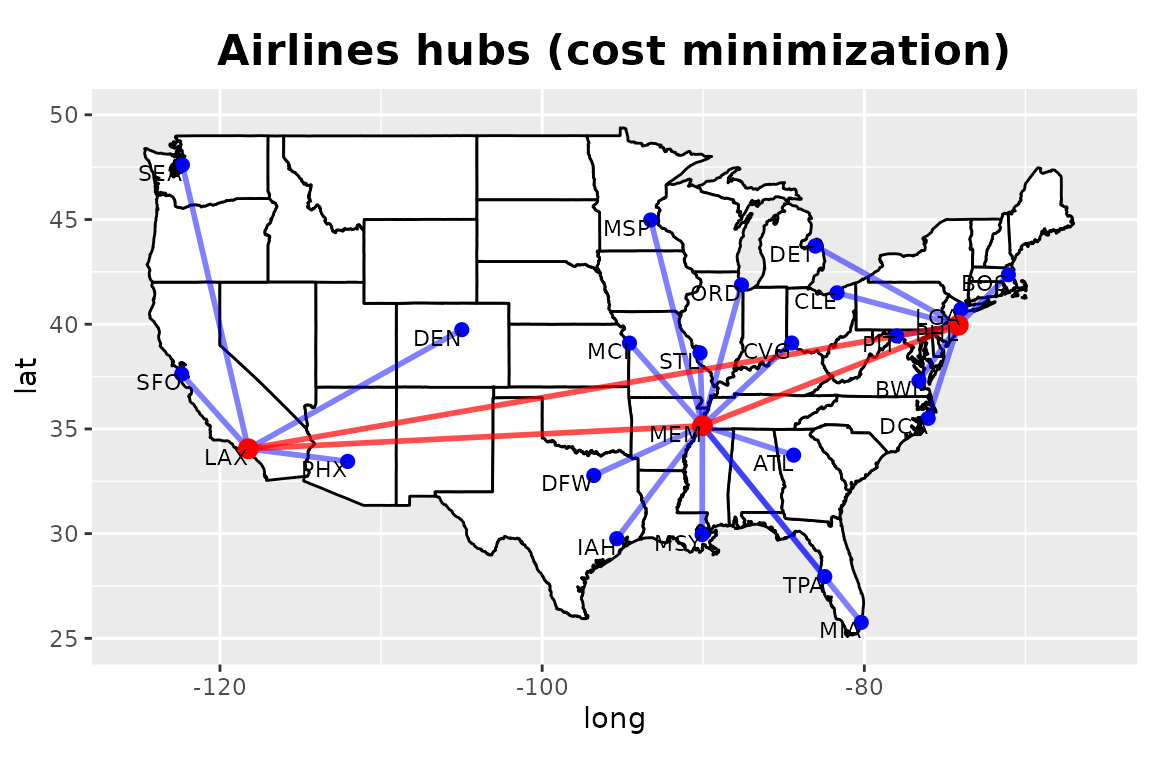 Airlines hubs (cost minimization)
50
45
40
35
30
25
lat
SEA
MSP
DET
BOS
ORD
CLE
LGA
PHL
DEN
MCI
STL
CVG
PIT
SFO
BWI
MEM
DCA
LAX
PHX
ATL
DFW
IAH
MSY
TPA
MIA
-120
-100
-80
long